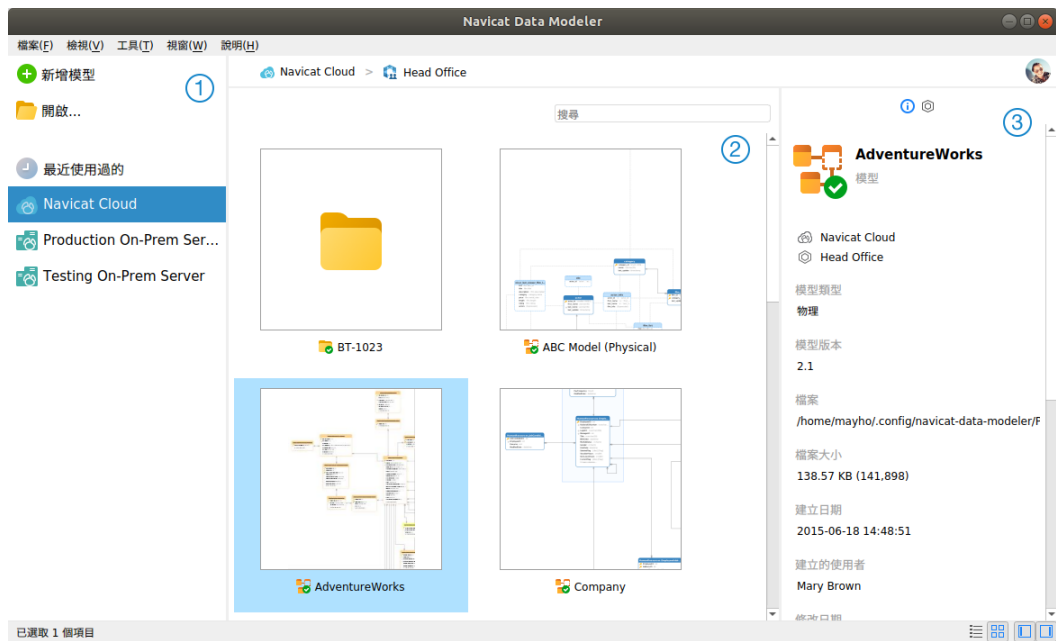 Navicat Data Modeler
檔案(F) 檢視(V) 工具(T) 視窗(W) 說明(H)
新增模型
開啟...
最近使用過的
Navicat Cloud
Production On-Prem Ser...
Testing On-Prem Server
1
Navicat Cloud > Head Office
搜尋
2
BT-1023
ABC Model (Physical)
AdventureWorks
Company
3
AdventureWorks
模型
Navicat Cloud
Head Office
模型類型
物理
模型版本
2.1
檔案
/home/mayho/.config/navicat-data-modeler/F
檔案大小
138.57 KB (141,898)
建立日期
2015-06-18 14:48:51
建立的使用者
Mary Brown
修改日期
已選取 1 個項目